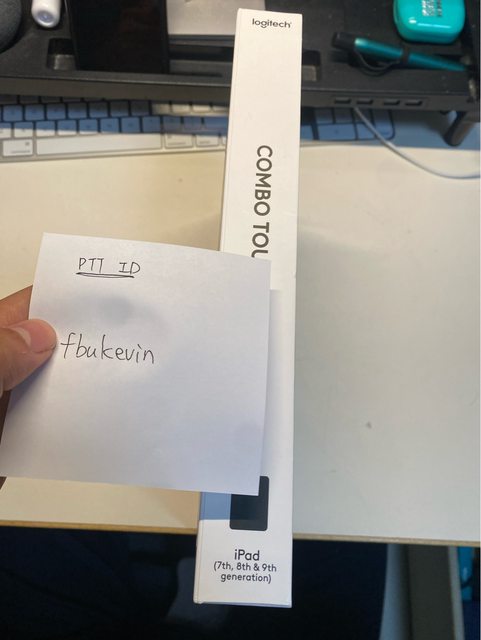 logitech
COMBO TOU
PTT ID
fbukevin
iPad
(7th, 8th & 9th
generation)